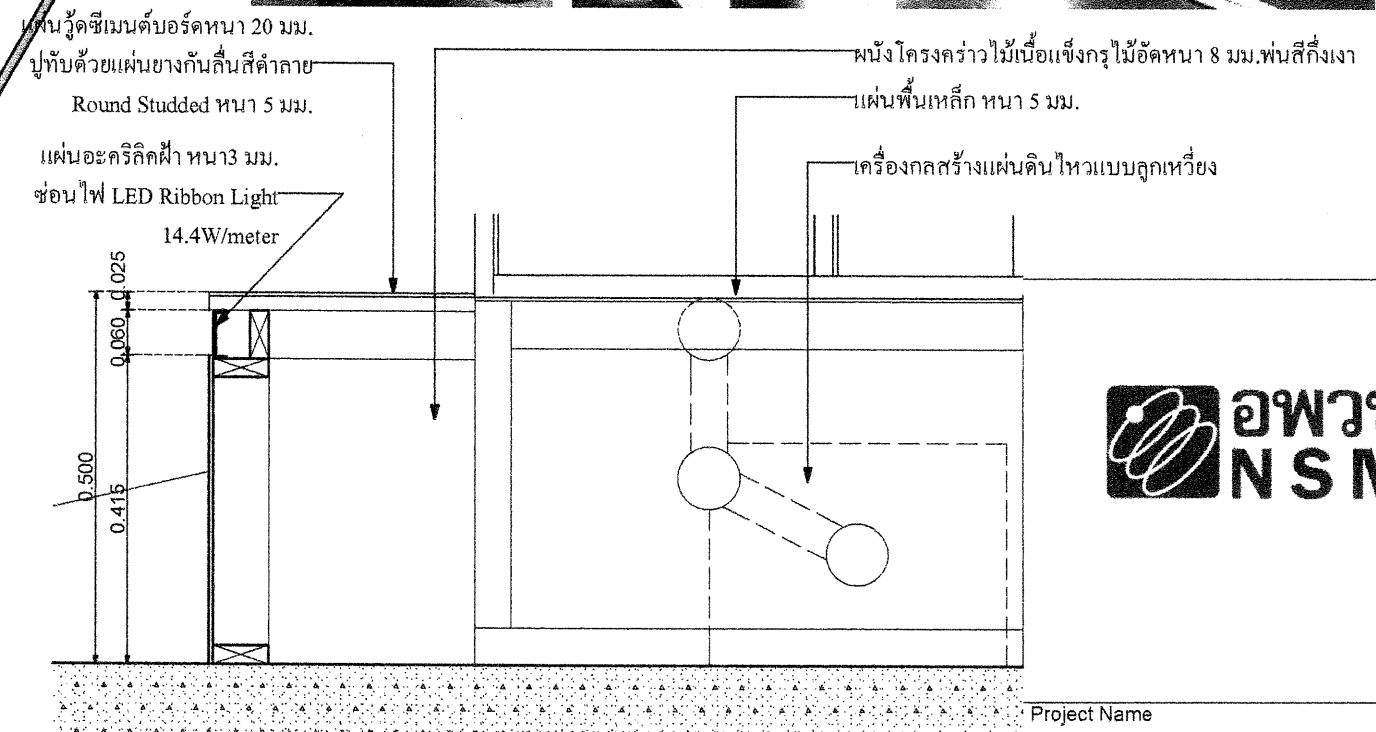 แผ่นวู้ดซีเมนต์บอร์ดหนา 20 มม.
ปูทับด้วยแผ่นยางกันลื่นสีดำลาย
Round Studded หนา 5 มม.
แผ่นอะคริลิคฝ้า หนา3 มม.
ซ่อนไฟ LED Ribbon Light
14.4W/meter
ผนังโครงคร่าวไม้เนื้อแข็งกรุไม้อัดหนา 8 มม.พ่นสีกึ่งเงา
แผ่นพื้นเหล็ก หนา 5 มม.
เครื่องกลสร้างแผ่นดินไหวแบบลูกเหวี่ยง
0.025
0.060
0.500
0.415
อพวช
NSM
Project Name